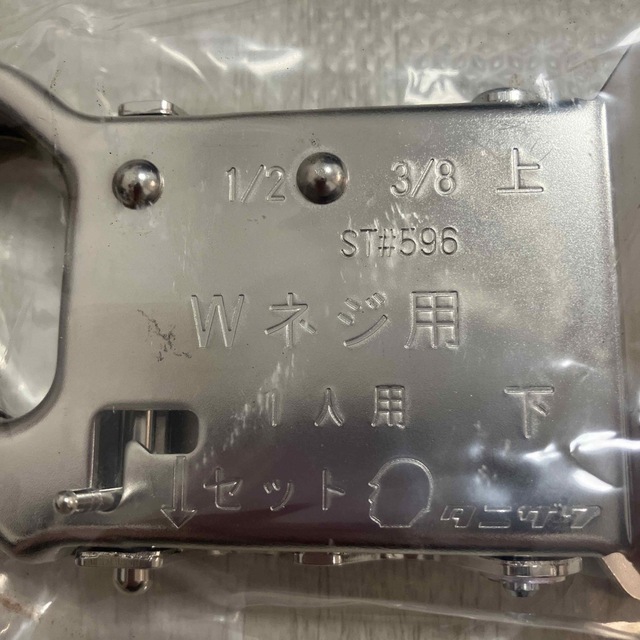 1/2 3/8 上
ST#596
Wネジ用
1人用 下
↓セット タニザワ